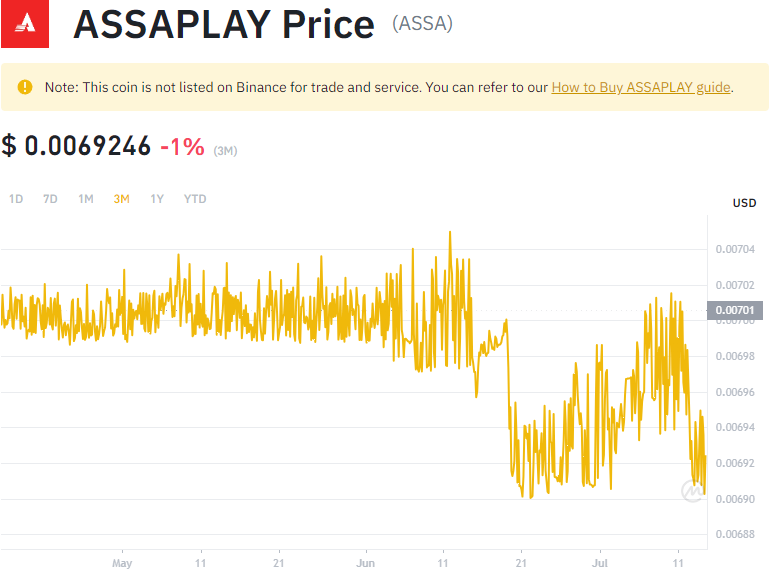 ASSAPLAY Price (ASSA)
Note: This coin is not listed on Binance for trade and service. You can refer to our How to Buy ASSAPLAY guide.
$ 0.0069246 -1% (3M)
1D 7D 1M 3M 1Y YTD
USD
0.00704
0.00702
0.00701
0.00700
0.00698
0.00696
0.00694
0.00692
0.00690
0.00688
May 11 21 Jun 11 21 Jul 11